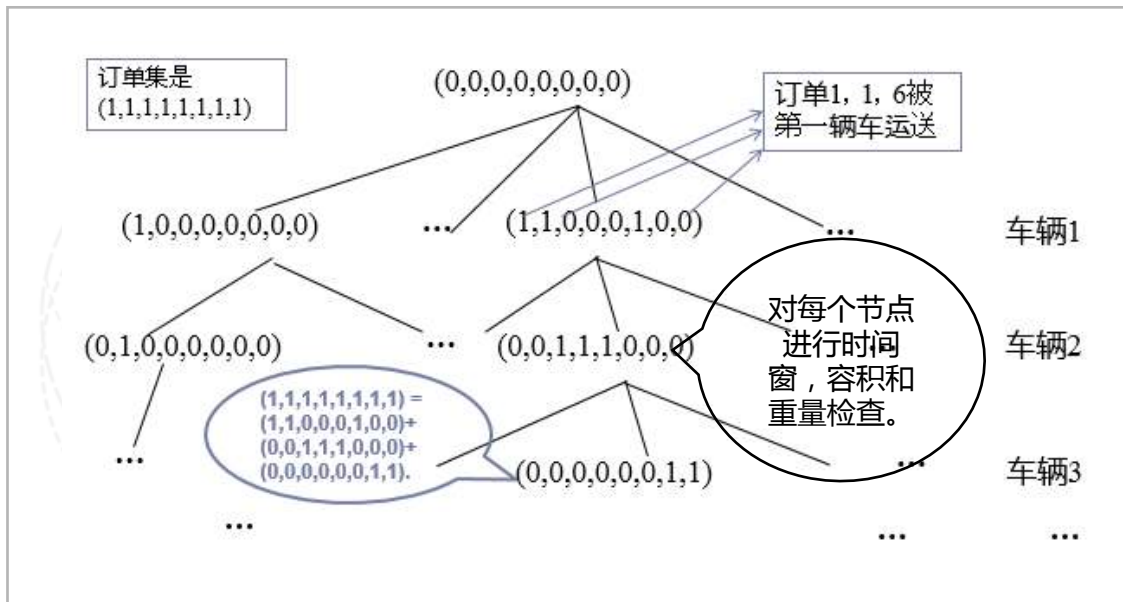 订单集是
(1,1,1,1,1,1,1,1)
(0,0,0,0,0,0,0,0)
订单1, 1, 6被
第一辆车运送
(1,0,0,0,0,0,0,0)
...
(1,1,0,0,0,1,0,0)
...
车辆1
(0,1,0,0,0,0,0,0)
...
(0,0,1,1,1,0,0,0)
...
车辆2
对每个节点
进行时间
窗，容积和
重量检查。
(1,1,1,1,1,1,1,1) =
(1,1,0,0,0,1,0,0)+
(0,0,1,1,1,0,0,0)+
(0,0,0,0,0,0,1,1).
...
(0,0,0,0,0,0,1,1)
...
车辆3
...
...
...